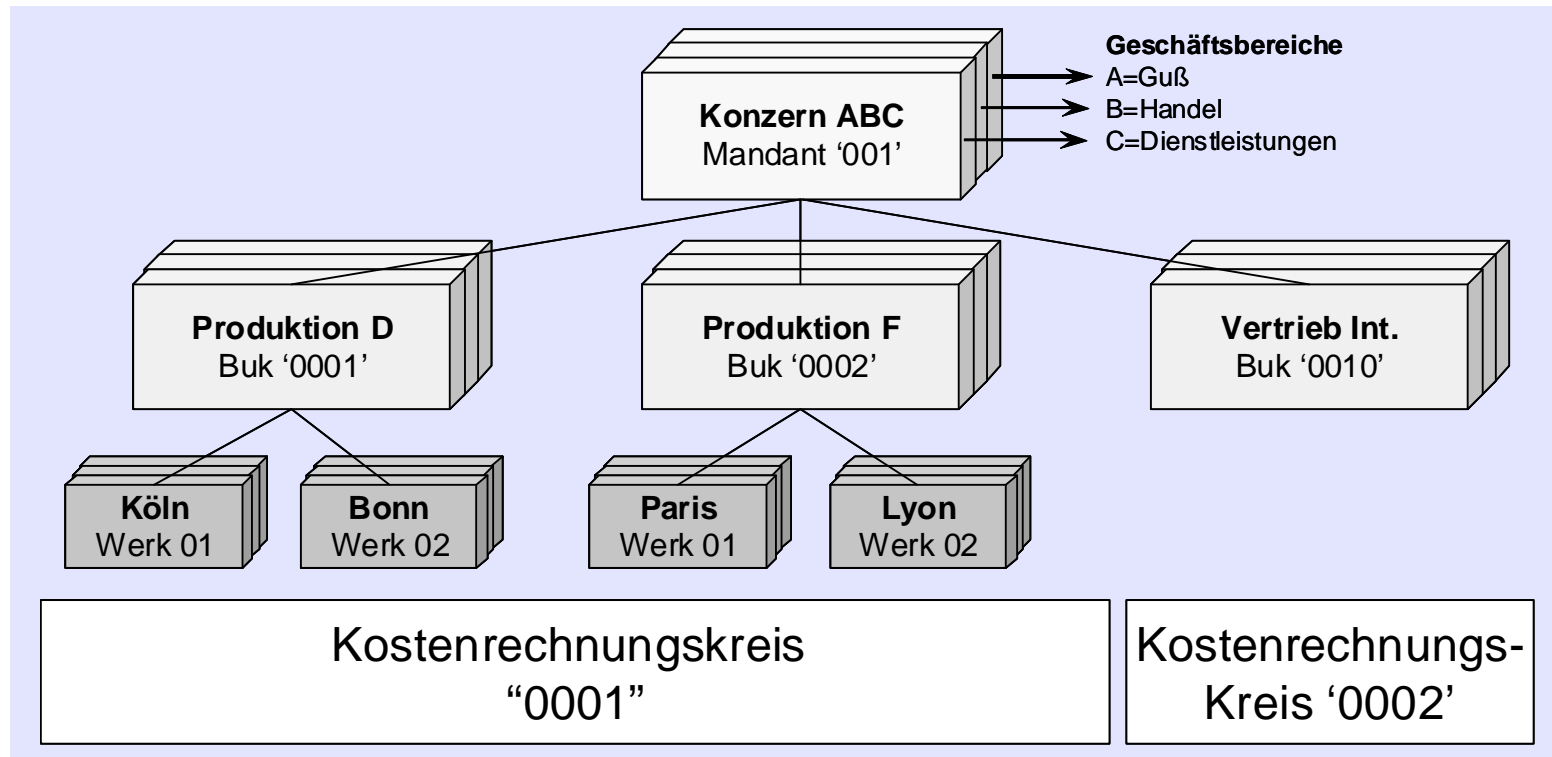 Geschäftsbereiche
A=Guß
B=Handel
C=Dienstleistungen
Konzern ABC
Mandant ‘001’
Produktion D
Buk ‘0001’
Produktion F
Buk ‘0002’
Vertrieb Int.
Buk ‘0010’
Köln
Werk 01
Bonn
Werk 02
Paris
Werk 01
Lyon
Werk 02
Kostenrechnungskreis
“0001”
Kostenrechnungs-
Kreis ‘0002’